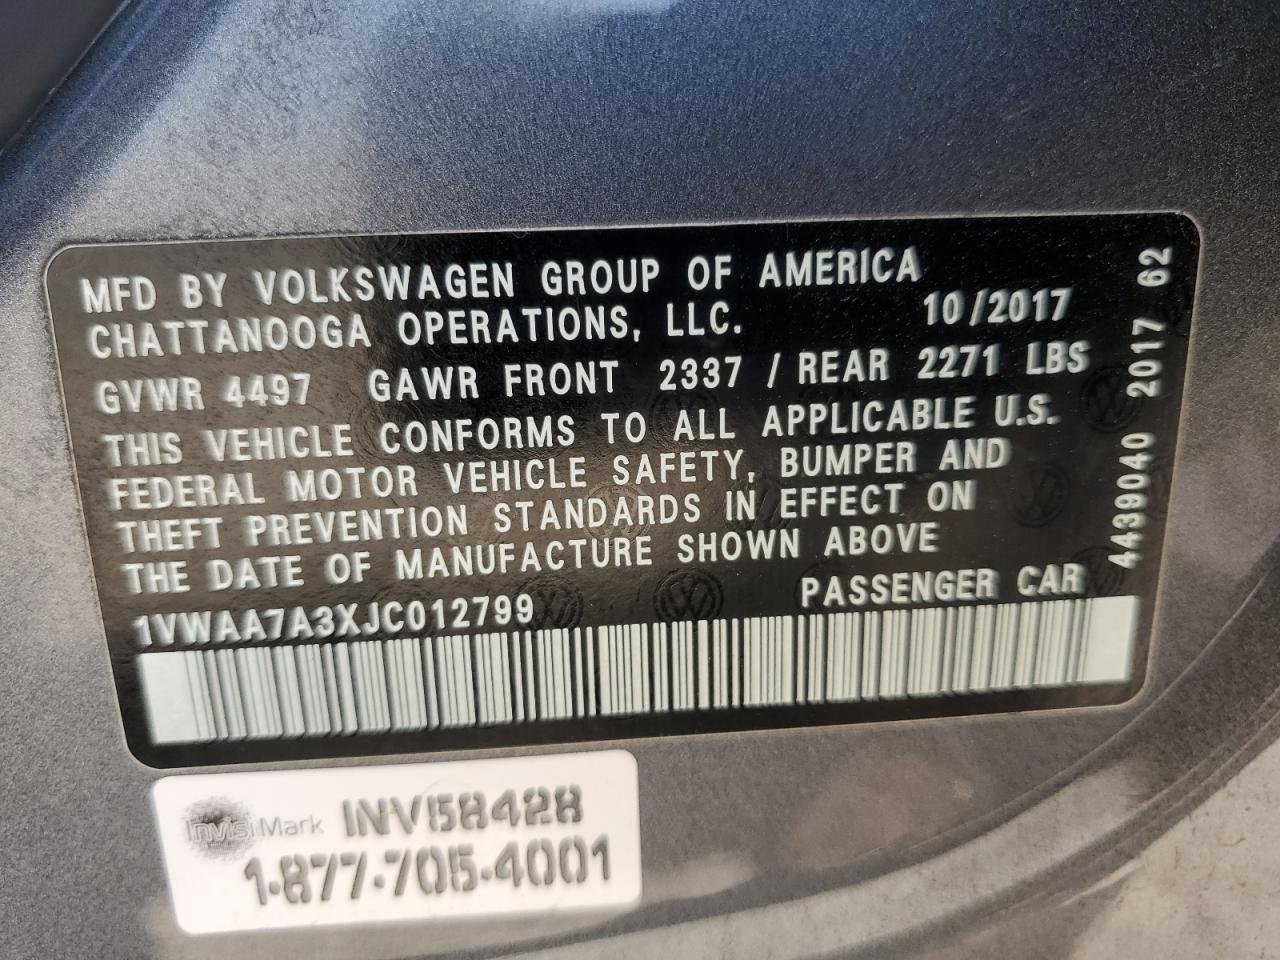 MFD BY VOLKSWAGEN GROUP OF AMERICA
CHATTANOOGA OPERATIONS, LLC. 10/2017
GVWR 4497 GAWR FRONT 2337 / REAR 2271 LBS
THIS VEHICLE CONFORMS TO ALL APPLICABLE U.S.
FEDERAL MOTOR VEHICLE SAFETY, BUMPER AND
THEFT PREVENTION STANDARDS IN EFFECT ON
THE DATE OF MANUFACTURE SHOWN ABOVE
PASSENGER CAR
1VWAA7A3XJC012799
4439040 2017 62
InvisiMark INV58428
1-877-705-4001